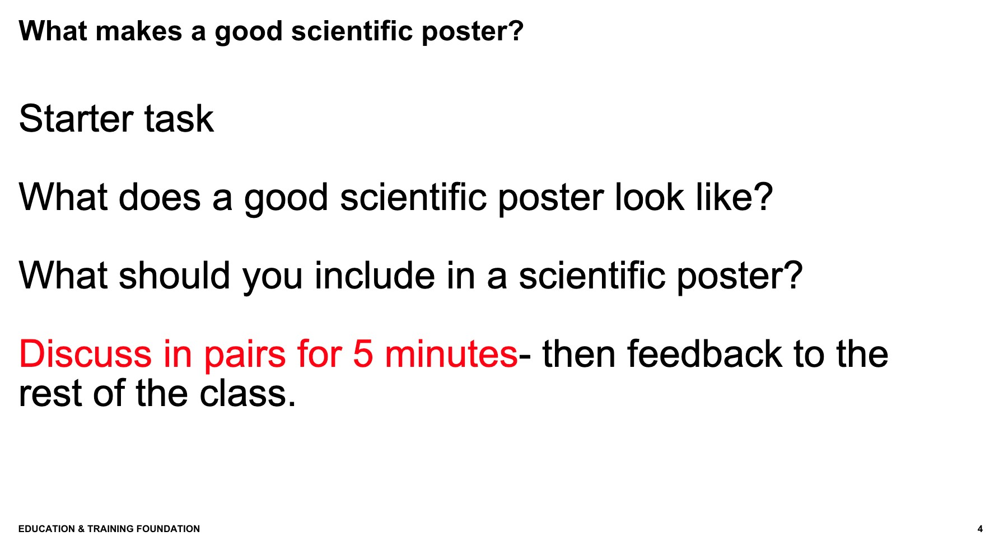 What makes a good scientific poster?
Starter task
What does a good scientific poster look like?
What should you include in a scientific poster?
Discuss in pairs for 5 minutes- then feedback to the
rest of the class.
EDUCATION & TRAINING FOUNDATION
4